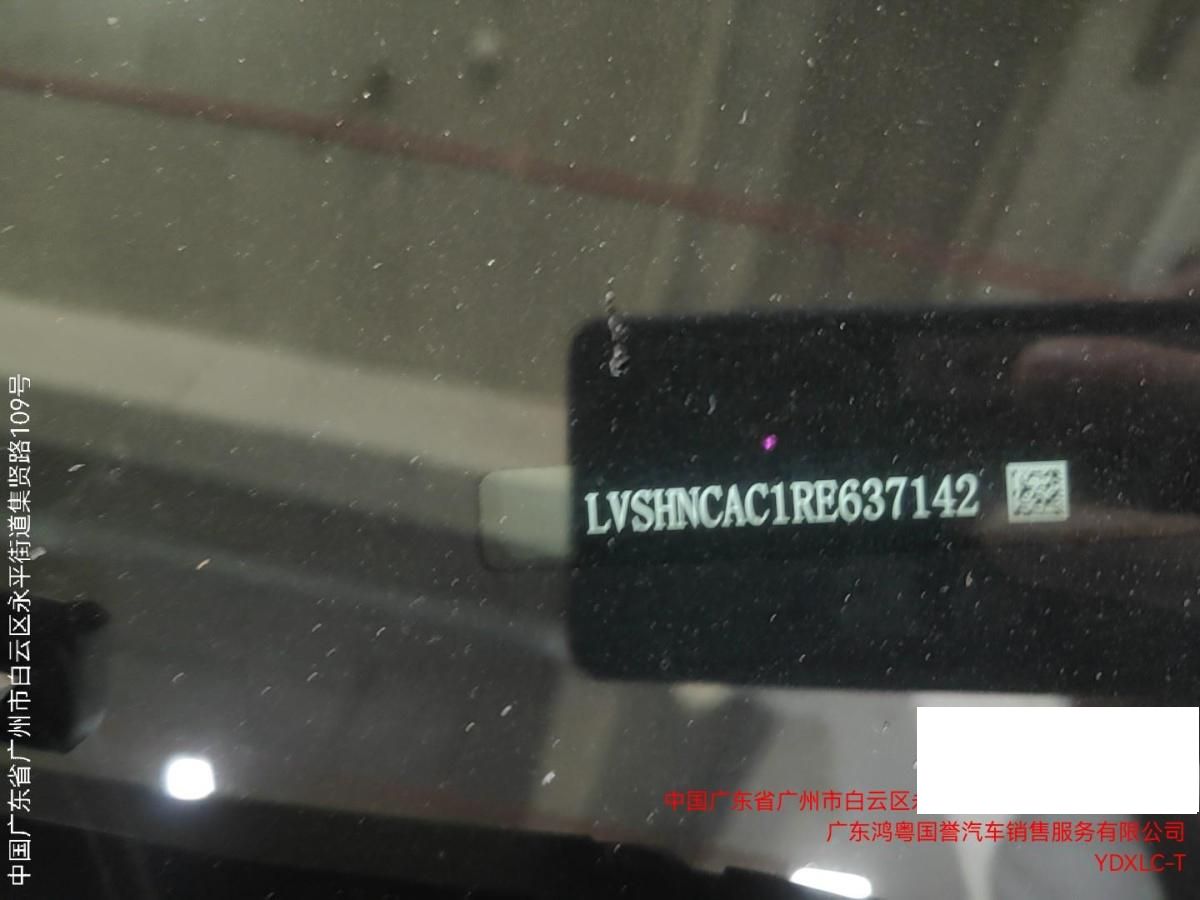 中国广东省广州市白云区永平街道集贤路109号
LVSHNCAC1RE637142
中国广东省广州市白云区
广东鸿粤国誉汽车销售服务有限公司
YDXLC-T